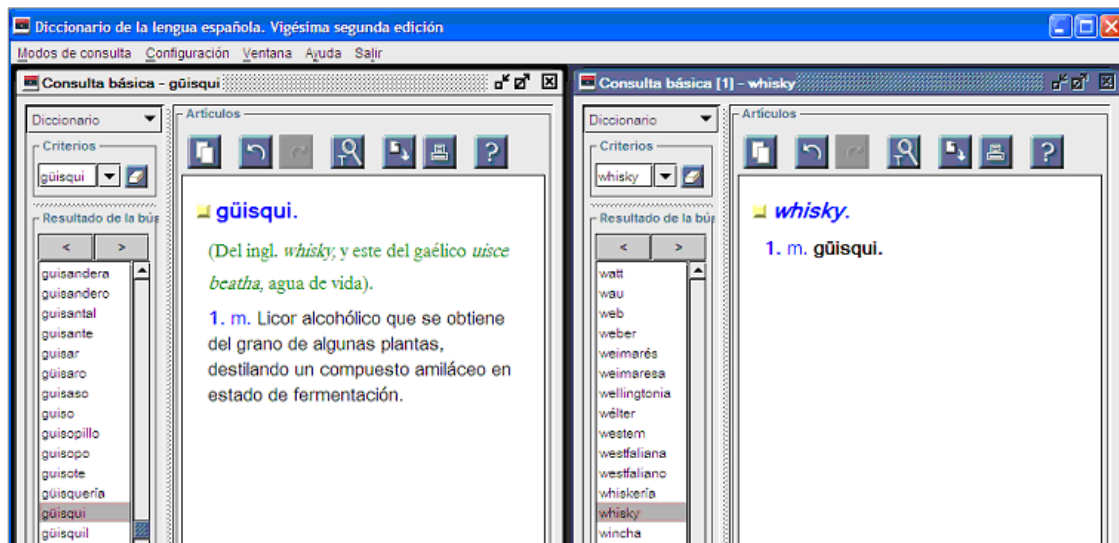 Diccionario de la lengua española. Vigésima segunda edición
Modos de consulta Configuración Ventana Ayuda Salir
Consulta básica - güisqui
Diccionario
Criterios
güisqui
Resultado de la bús
< >
guisandera
guisandero
guisantal
guisante
guisar
güisaro
guisaso
guiso
guisopillo
guisopo
guisote
güisquería
güisqui
güisquil
Artículos
?
güisqui.
(Del ingl. whisky, y este del gaélico uisce
beatha, agua de vida).
1. m. Licor alcohólico que se obtiene
del grano de algunas plantas,
destilando un compuesto amiláceo en
estado de fermentación.
Consulta básica [1] - whisky
Diccionario
Criterios
whisky
Resultado de la bús
< >
watt
wau
web
weber
weimarés
weimaresa
wellingtonia
wélter
western
westfaliana
westfaliano
whiskería
whisky
wincha
Artículos
?
whisky.
1. m. güisqui.